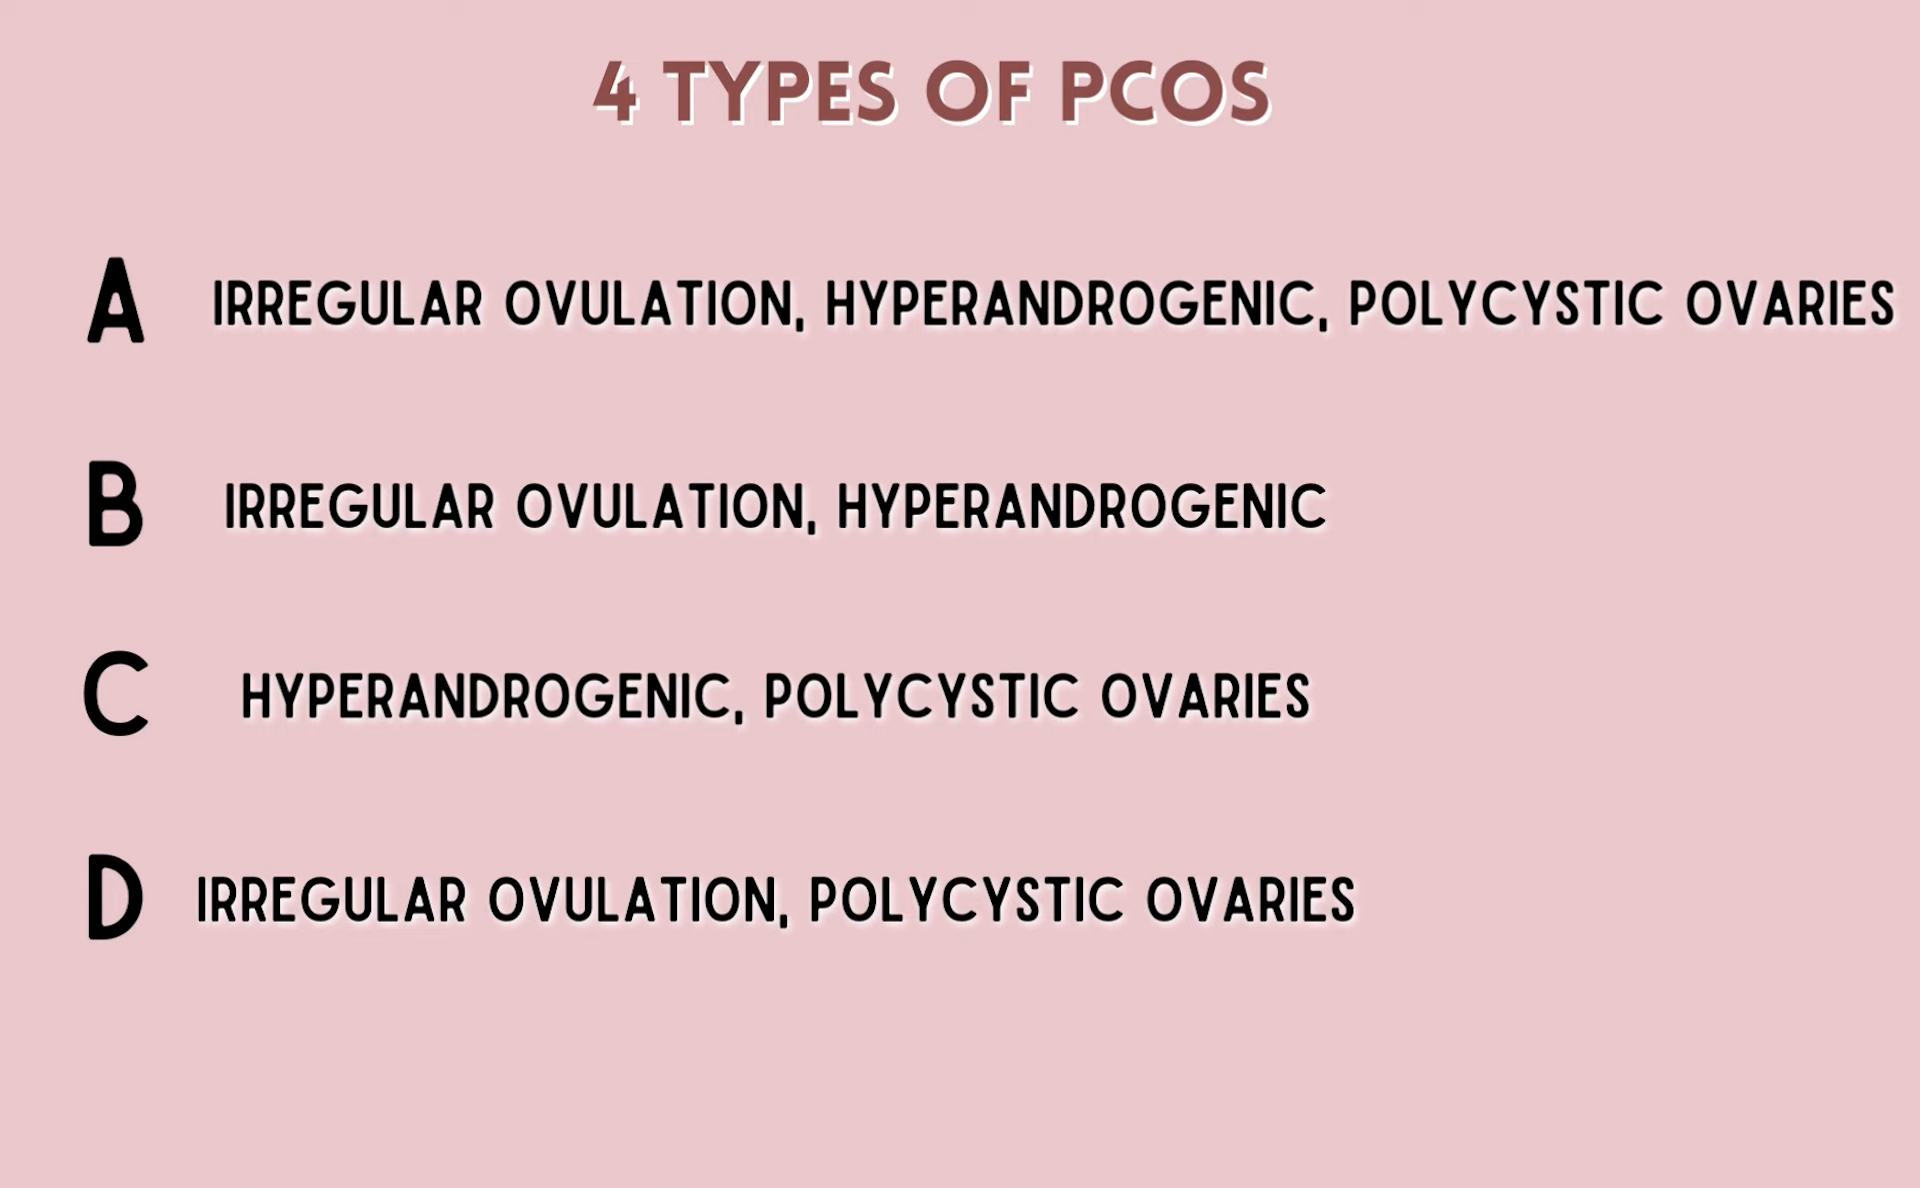 4 TYPES OF PCOS
A IRREGULAR OVULATION, HYPERANDROGENIC, POLYCYSTIC OVARIES
B IRREGULAR OVULATION, HYPERANDROGENIC
C HYPERANDROGENIC, POLYCYSTIC OVARIES
D IRREGULAR OVULATION, POLYCYSTIC OVARIES